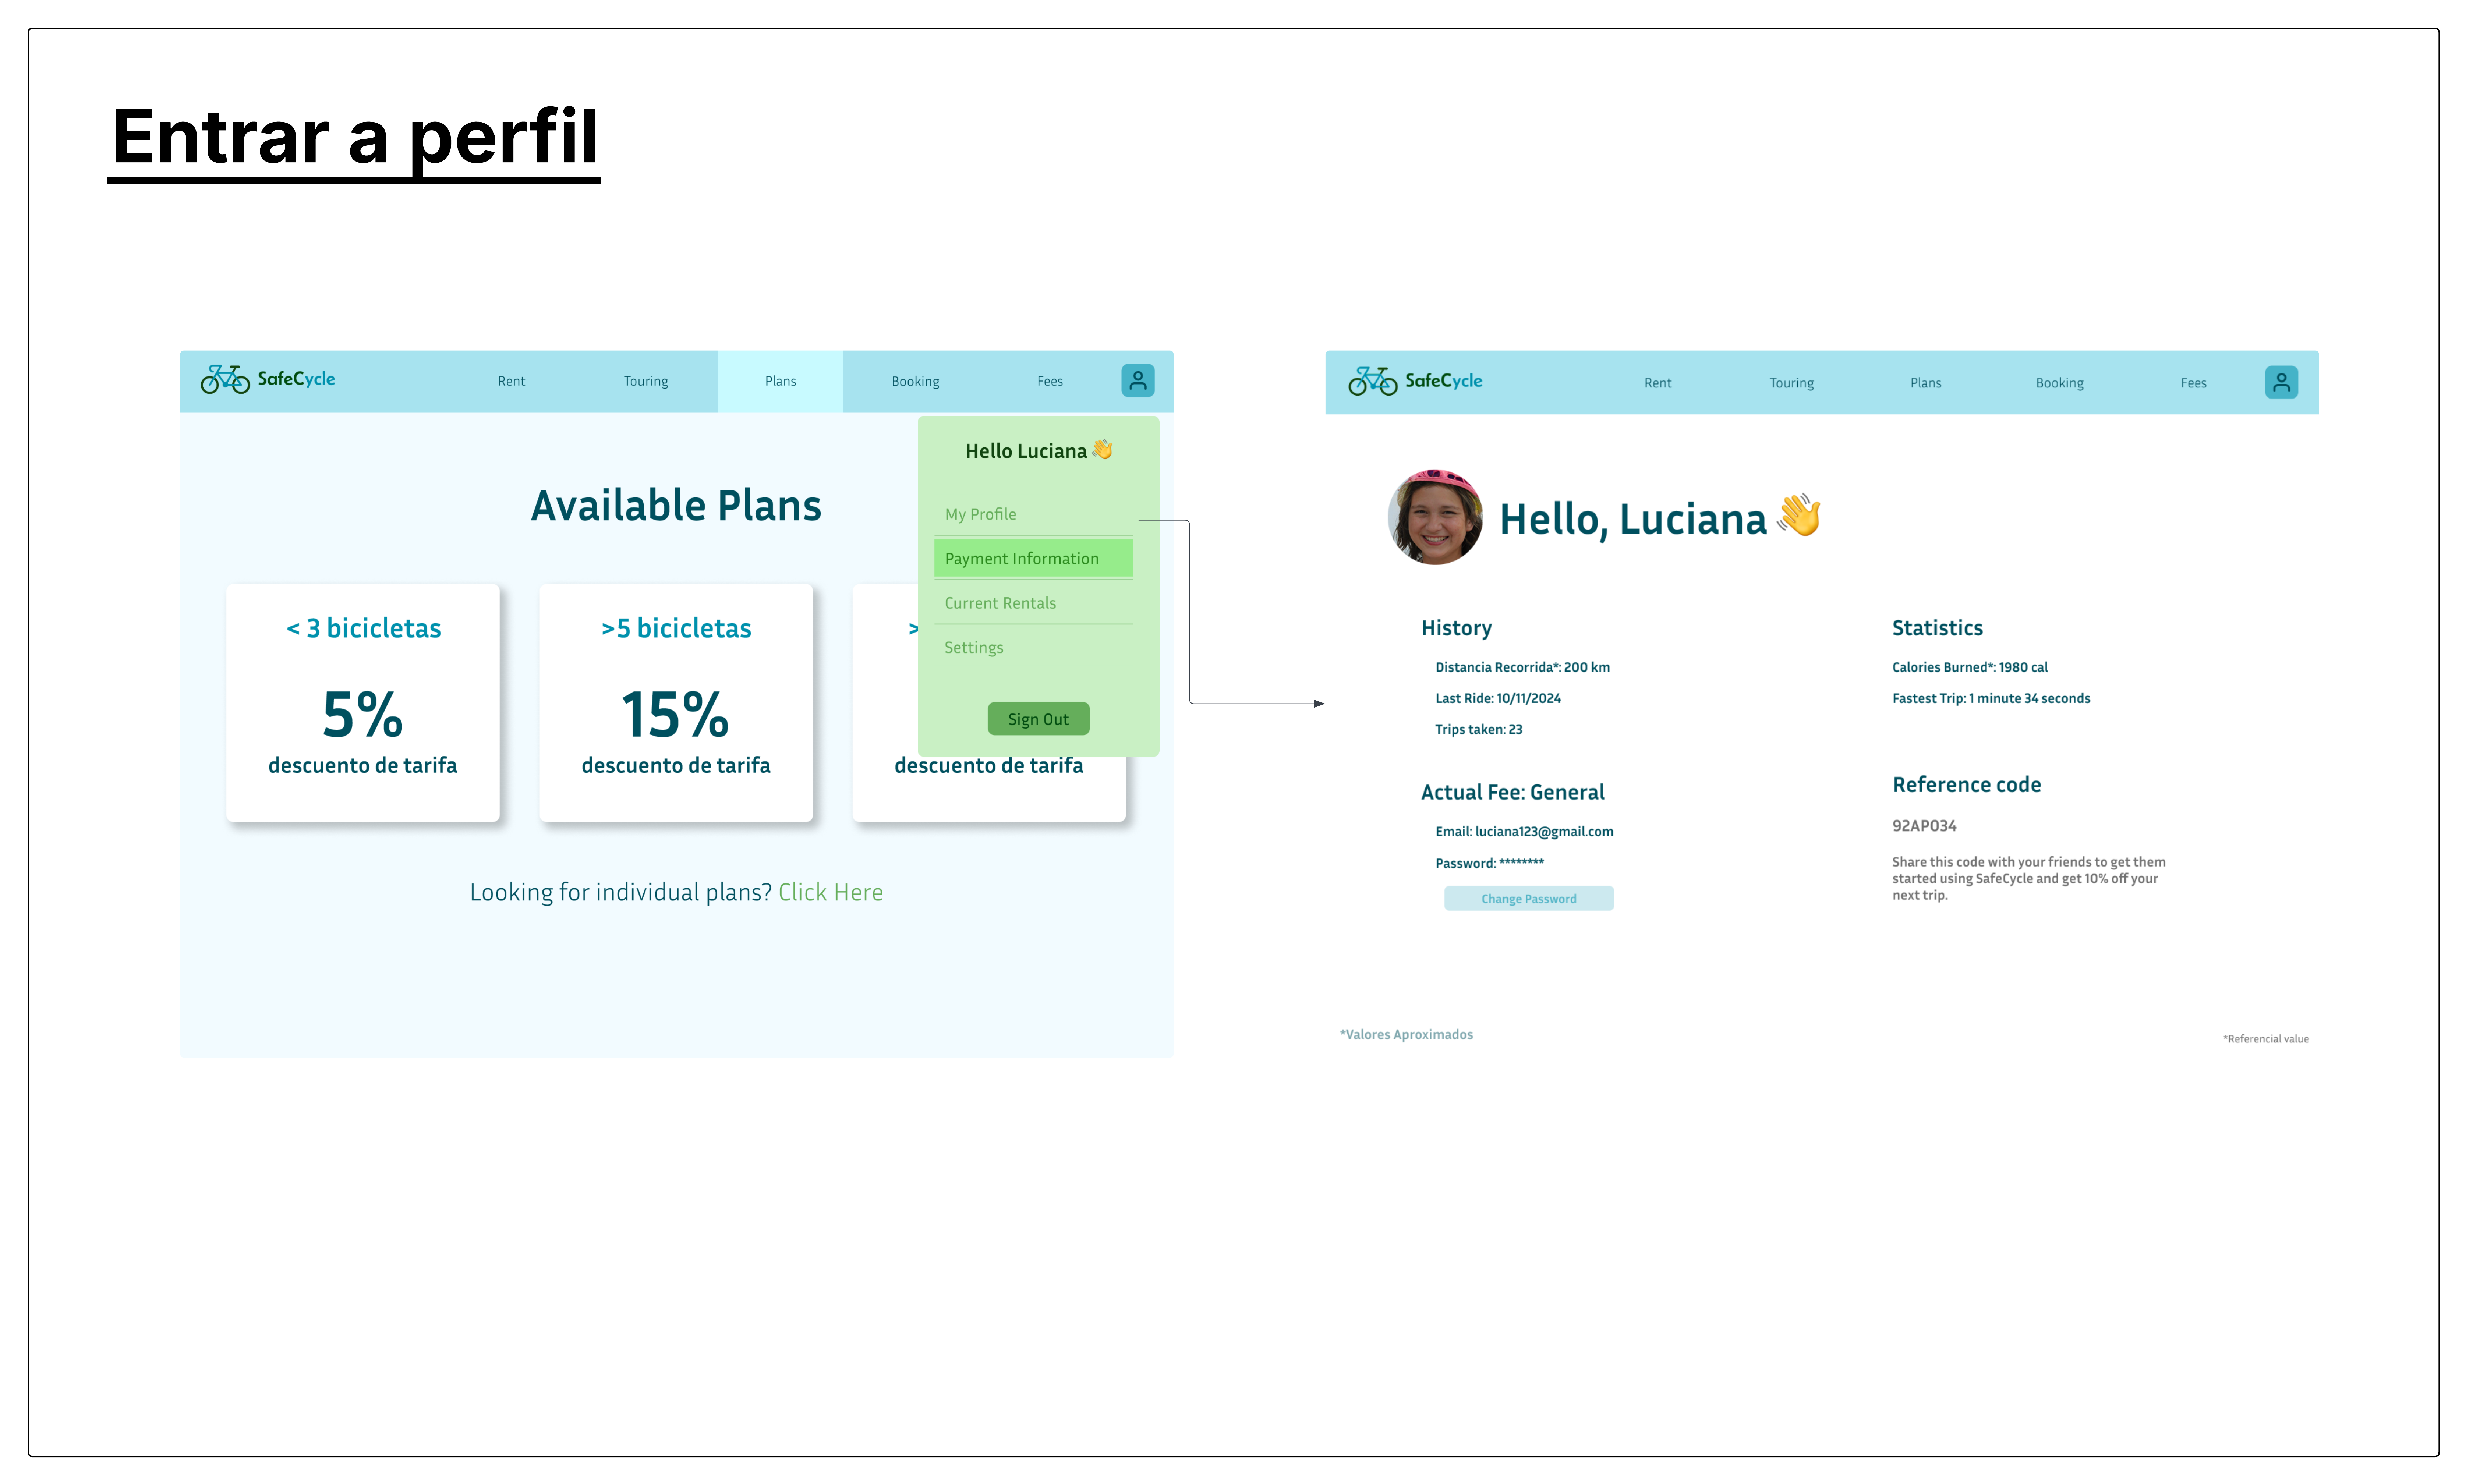 Entrar a perfil
SafeCycle
Rent
Touring
Plans
Booking
Fees
Hello Luciana 👋
My Profile
Payment Information
Current Rentals
Settings
Sign Out
Available Plans
< 3 bicicletas
5%
descuento de tarifa
>5 bicicletas
15%
descuento de tarifa
>
descuento de tarifa
Looking for individual plans? Click Here
SafeCycle
Rent
Touring
Plans
Booking
Fees
Hello, Luciana 👋
History
Distancia Recorrida*: 200 km
Last Ride: 10/11/2024
Trips taken: 23
Actual Fee: General
Email: luciana123@gmail.com
Password: ********
Change Password
Statistics
Calories Burned*: 1980 cal
Fastest Trip: 1 minute 34 seconds
Reference code
92APO34
Share this code with your friends to get them
started using SafeCycle and get 10% off your
next trip.
*Valores Aproximados
*Referencial value